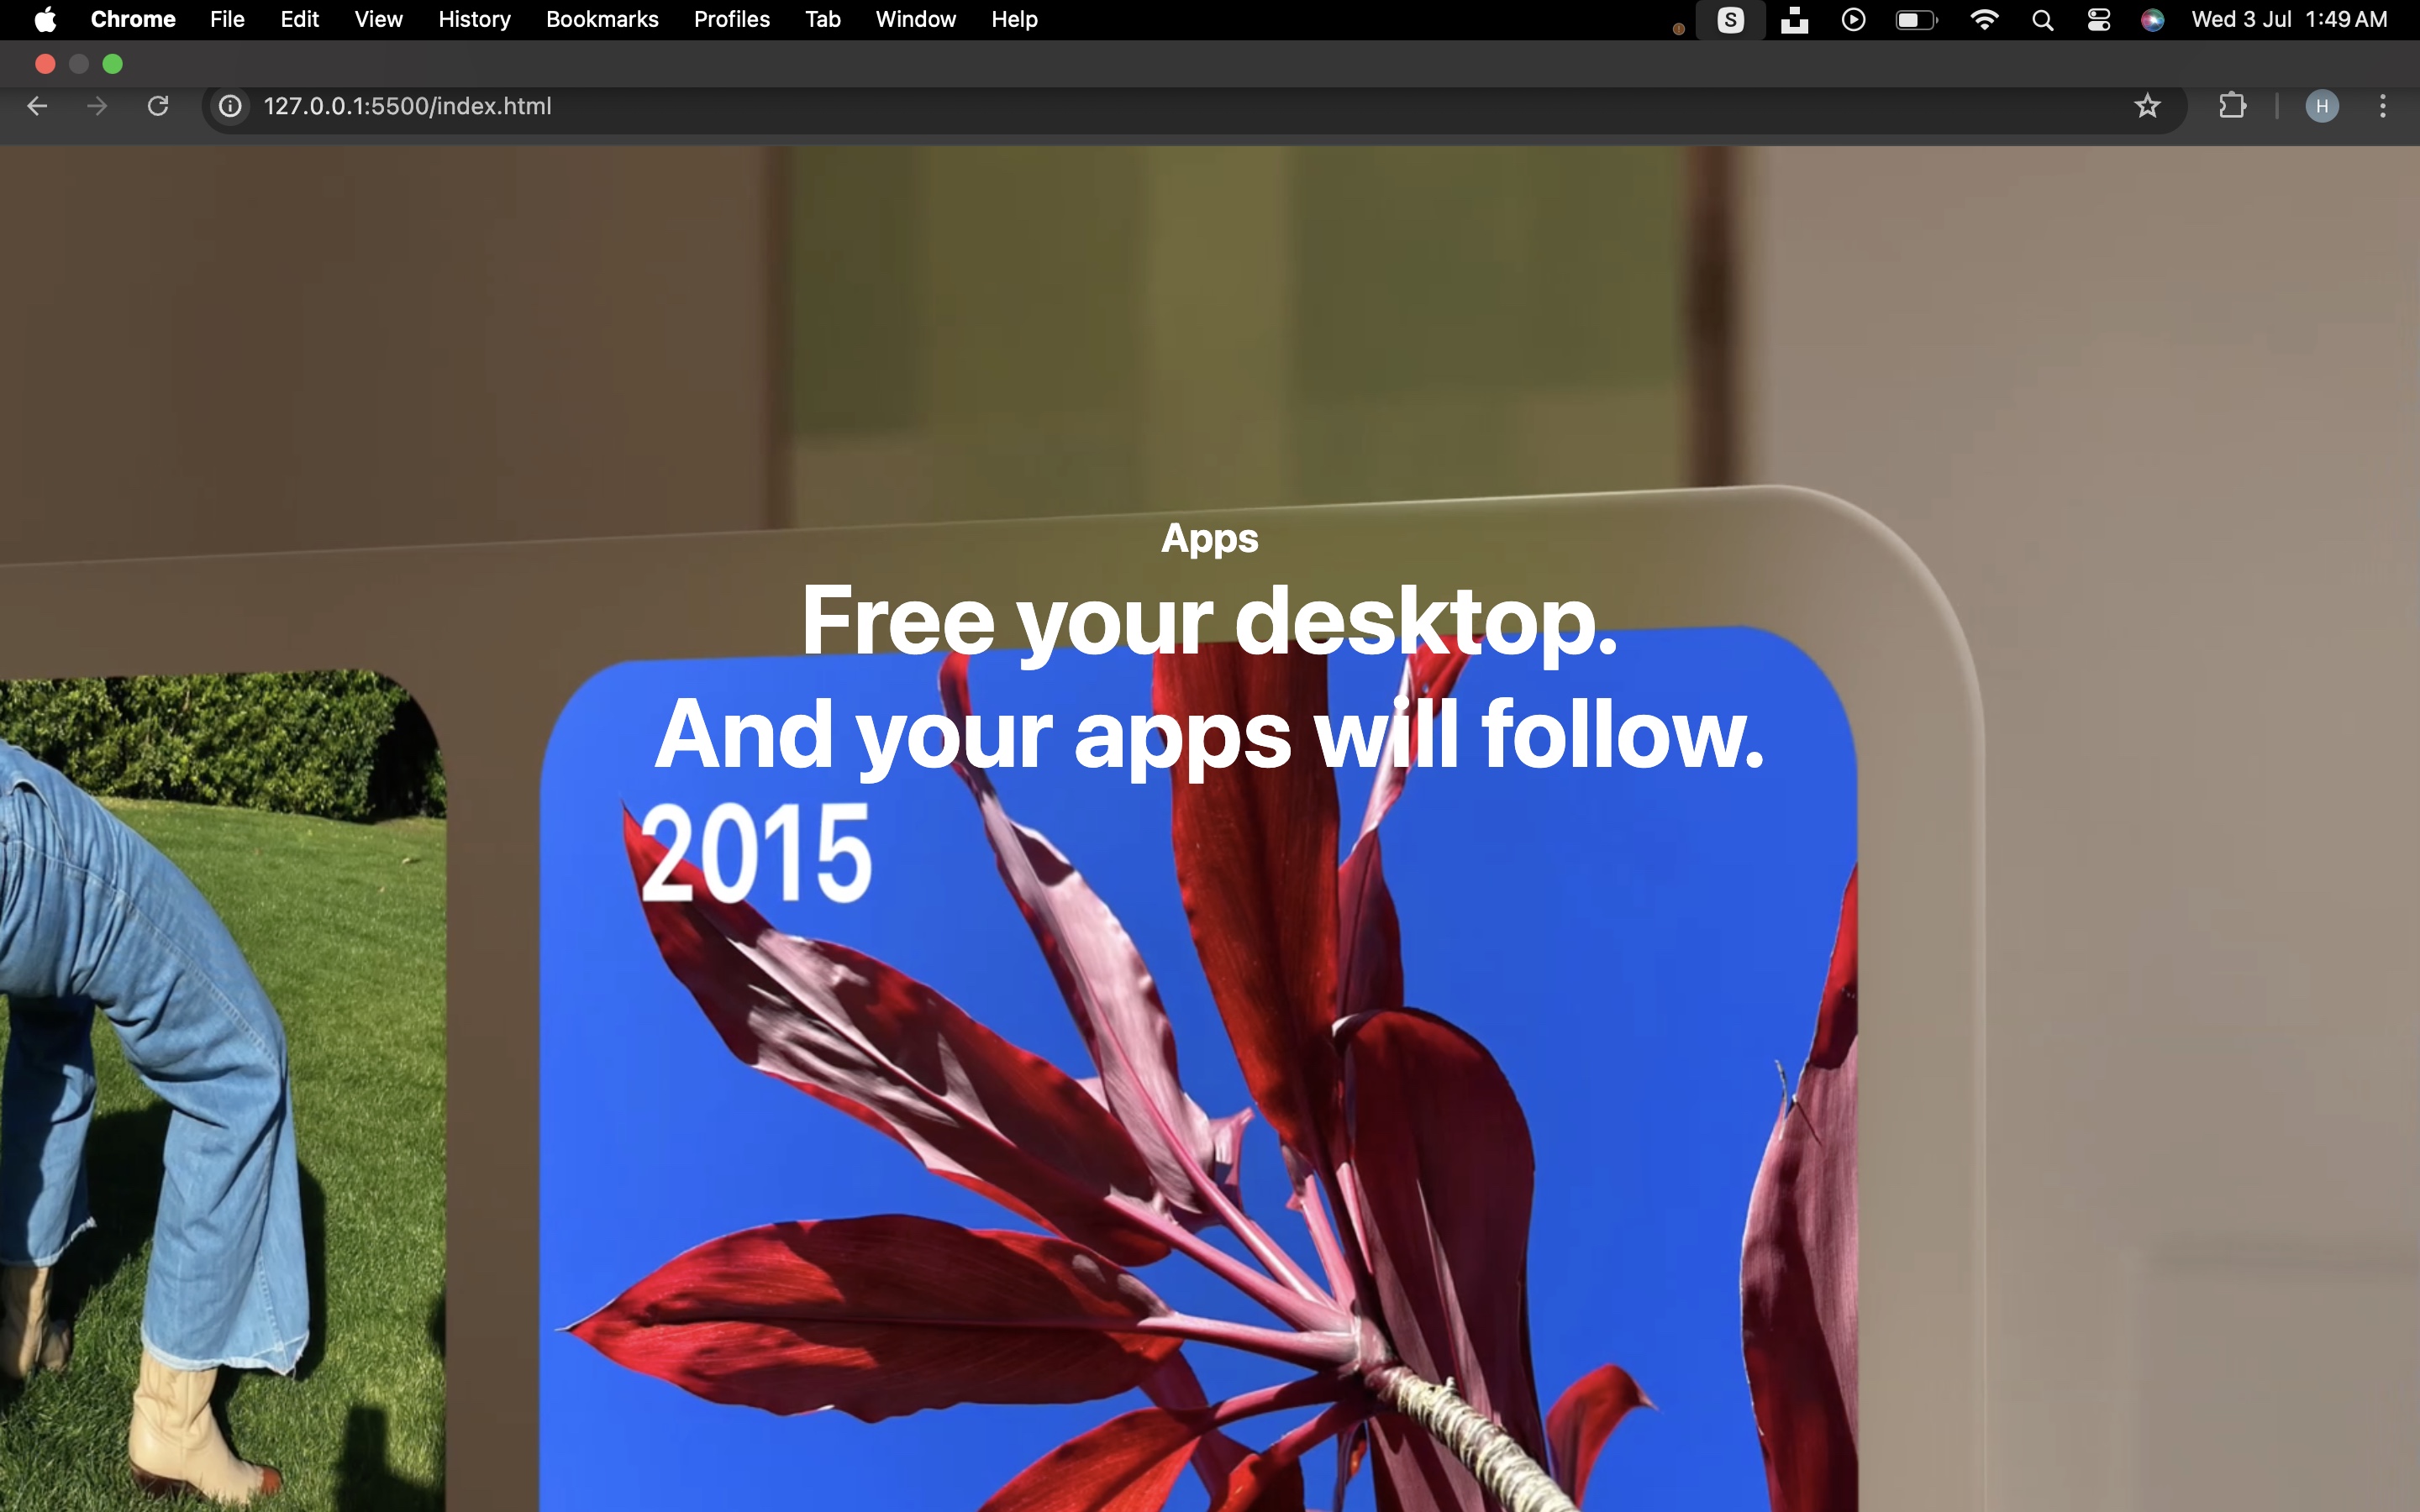 Chrome File Edit View History Bookmarks Profiles Tab Window Help S Wed 3 Jul 1:49 AM
127.0.0.1:5500/index.html H
Apps
Free your desktop.
And your apps will follow.
2015